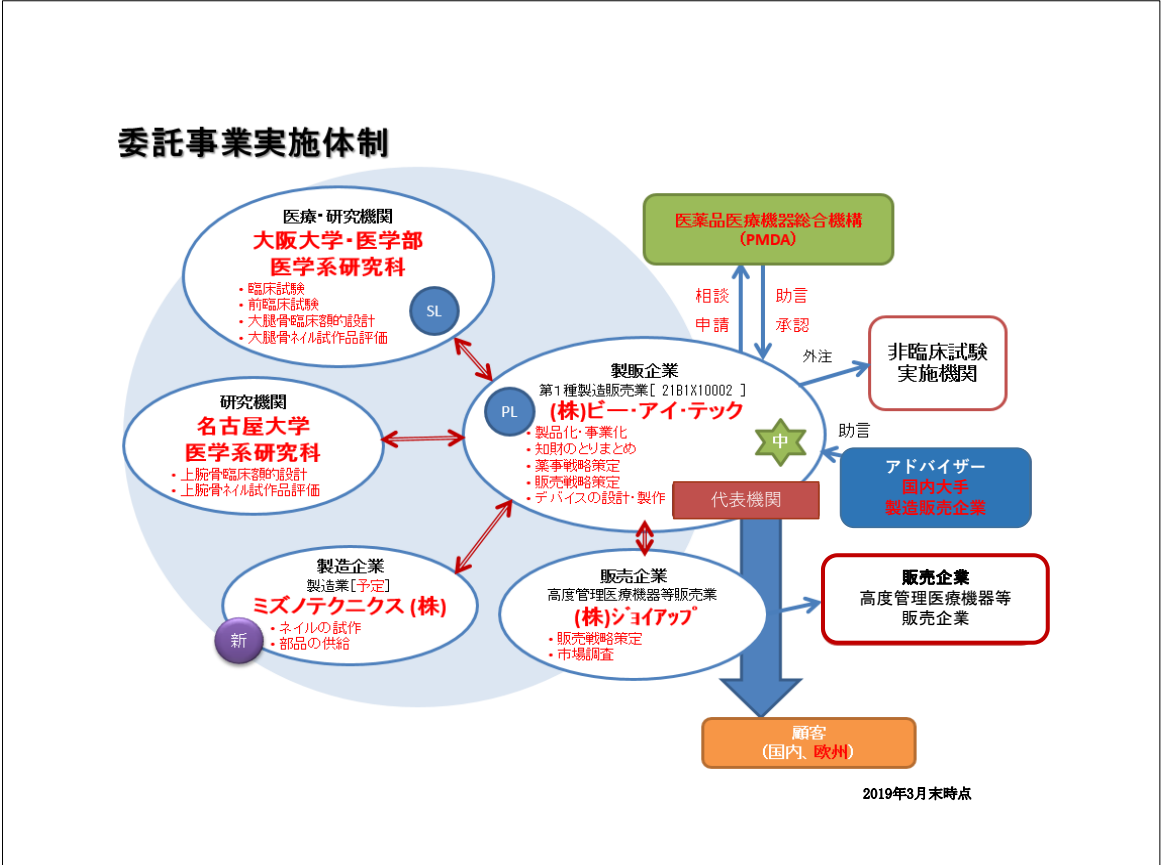 委託事業実施体制
医療・研究機関
大阪大学・医学部
医学系研究科
・臨床試験
・前臨床試験
・大腿骨臨床額的設計
・大腿骨ネイル試作品評価
SL
医薬品医療機器総合機構
(PMDA)
相談
申請
助言
承認
外注
非臨床試験
実施機関
製販企業
第1種製造販売業[ 21B1X10002 ]
(株)ビー・アイ・テック
PL
・製品化・事業化
・知財のとりまとめ
・薬事戦略策定
・販売戦略策定
・デバイスの設計・製作
中
代表機関
研究機関
名古屋大学
医学系研究科
・上腕骨臨床額的設計
・上腕骨ネイル試作品評価
助言
アドバイザー
国内大手
製造販売企業
製造企業
製造業[予定]
ミズノテクニクス(株)
・ネイルの試作
・部品の供給
新
販売企業
高度管理医療機器等販売業
(株)ジョイアップ
・販売戦略策定
・市場調査
販売企業
高度管理医療機器等
販売企業
顧客
(国内、欧州)
2019年3月末時点